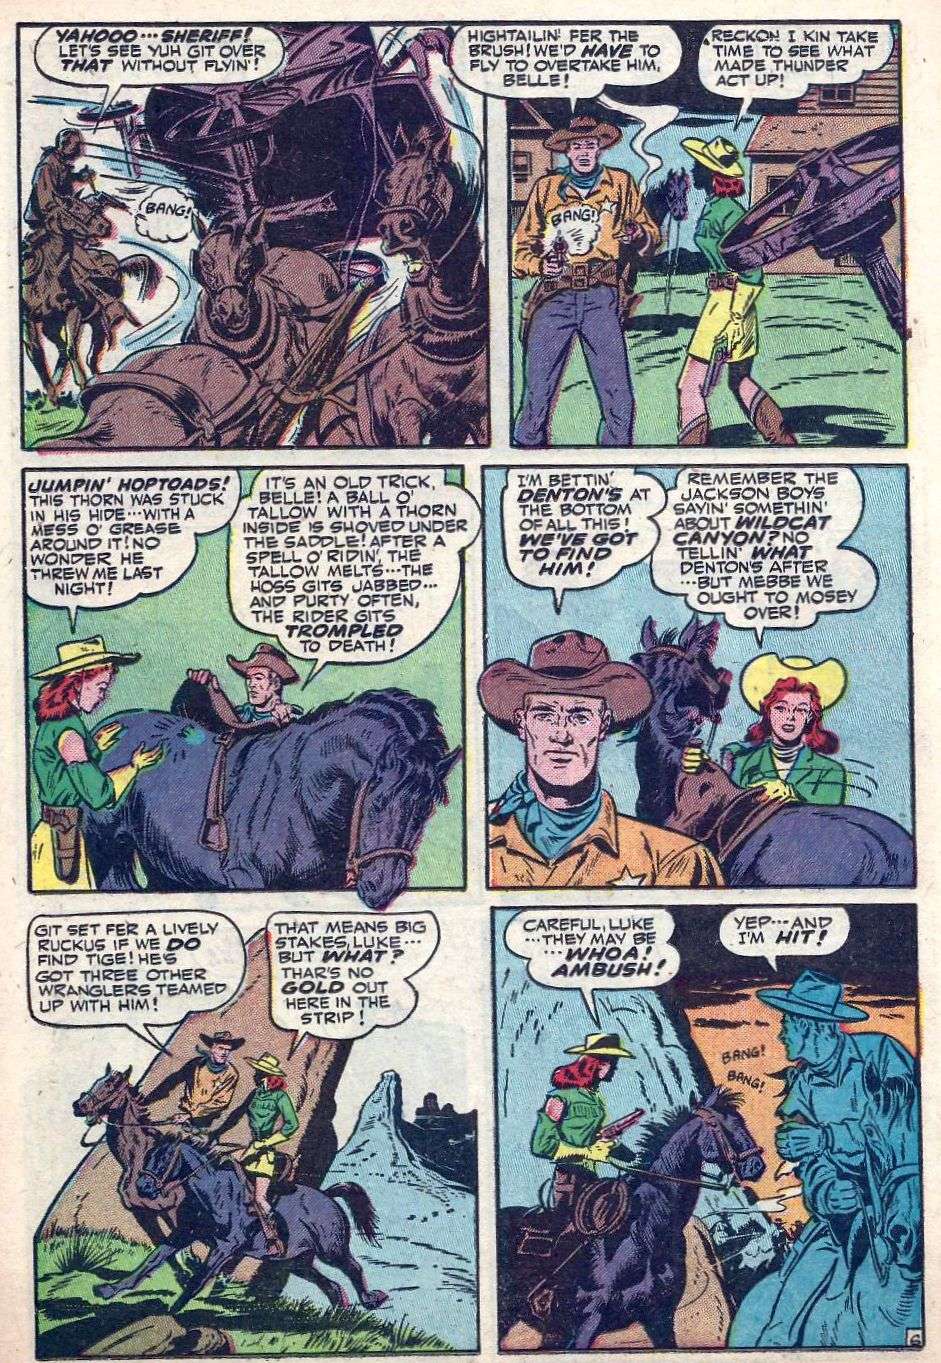 YAHOOO---SHERIFF!
LET'S SEE YUH GIT OVER
THAT WITHOUT FLYIN'!
BANG!
HIGHTAILIN' FER THE
BRUSH! WE'D HAVE TO
FLY TO OVERTAKE HIM,
BELLE!
RECKON I KIN TAKE
TIME TO SEE WHAT
MADE THUNDER
ACT UP!
BANG!
JUMPIN' HOPTOADS!
THIS THORN WAS STUCK
IN HIS HIDE---WITH A
MESS O' GREASE
AROUND IT! NO
WONDER HE
THREW ME LAST
NIGHT!
IT'S AN OLD TRICK,
BELLE! A BALL O'
TALLOW WITH A THORN
INSIDE IS SHOVED UNDER
THE SADDLE! AFTER A
SPELL O' RIDIN', THE
TALLOW MELTS---THE
HOSS GITS JABBED---
AND PURTY OFTEN,
THE RIDER GITS
TROMPLED
TO DEATH!
I'M BETTIN'
DENTON'S AT
THE BOTTOM
OF ALL THIS!
WE'VE GOT
TO FIND
HIM!
REMEMBER THE
JACKSON BOYS
SAYIN' SOMETHIN'
ABOUT WILDCAT
CANYON? NO
TELLIN' WHAT
DENTON'S AFTER
---BUT MEBBE WE
OUGHT TO MOSEY
OVER!
GIT SET FER A LIVELY
RUCKUS IF WE DO
FIND TIGE! HE'S
GOT THREE OTHER
WRANGLERS TEAMED
UP WITH HIM!
THAT MEANS BIG
STAKES, LUKE---
BUT WHAT?
THAR'S NO
GOLD OUT
HERE IN THE
STRIP!
CAREFUL, LUKE
---THEY MAY BE
---WHOA!
AMBUSH!
YEP---AND
I'M HIT!
BANG!
BANG!
6